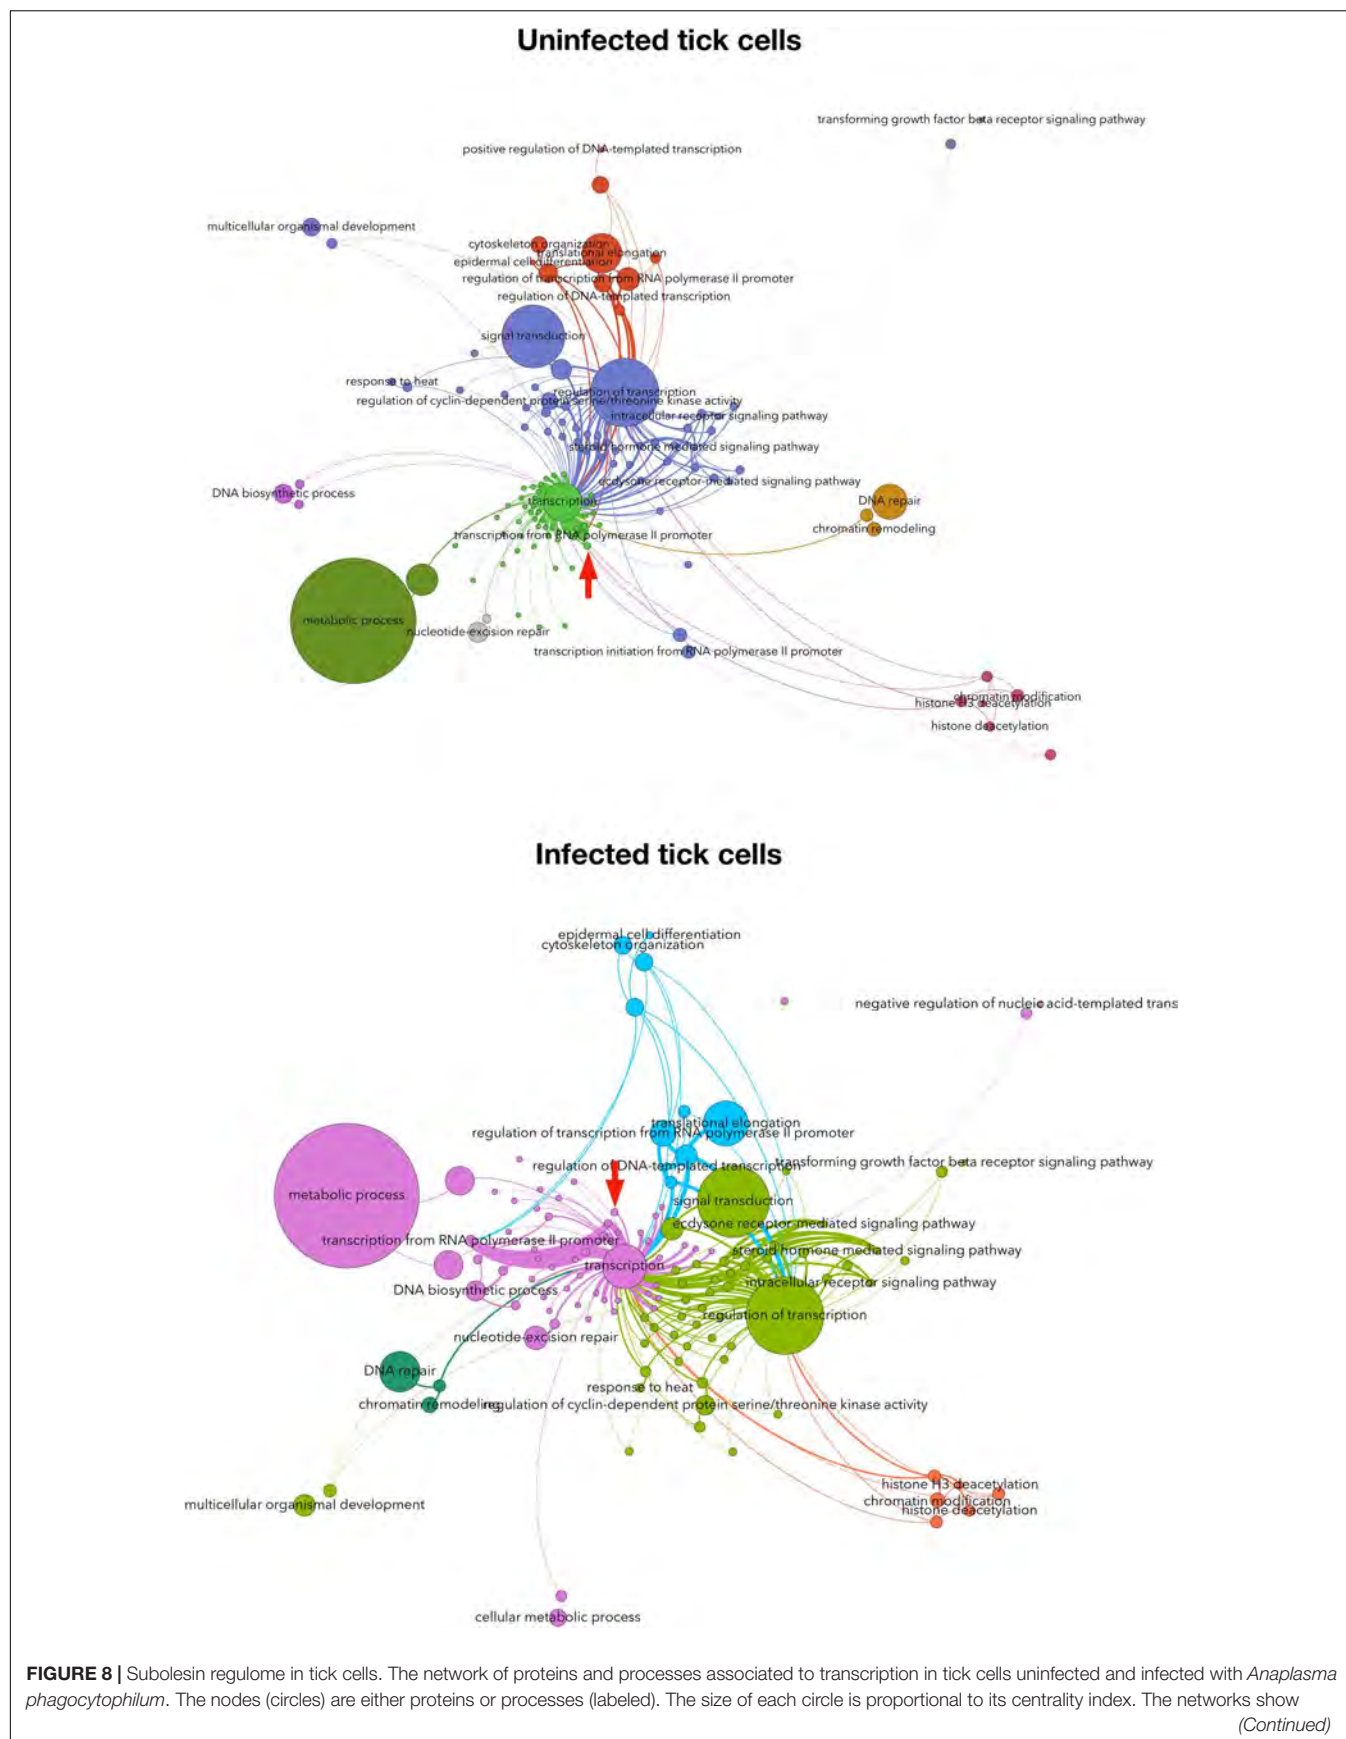 Uninfected tick cells
transforming growth factor beta receptor signaling pathway
positive regulation of DNA-templated transcription
multicellular organismal development
cytoskeleton organization
translational elongation
epidermal cell differentiation
regulation of transcription from RNA polymerase II promoter
regulation of DNA-templated transcription
signal transduction
response to heat
regulation of transcription
regulation of cyclin-dependent protein serine/threonine kinase activity
intracellular receptor signaling pathway
steroid hormone mediated signaling pathway
ecdysone receptor-mediated signaling pathway
DNA biosynthetic process
transcription
DNA repair
chromatin remodeling
transcription from RNA polymerase II promoter
metabolic process
nucleotide-excision repair
transcription initiation from RNA polymerase II promoter
chromatin modification
histone H3 deacetylation
histone deacetylation
Infected tick cells
epidermal cell differentiation
cytoskeleton organization
negative regulation of nucleic acid-templated trans
translational elongation
regulation of transcription from RNA polymerase II promoter
transforming growth factor beta receptor signaling pathway
regulation of DNA-templated transcription
metabolic process
signal transduction
ecdysone receptor-mediated signaling pathway
transcription from RNA polymerase II promoter
steroid hormone mediated signaling pathway
transcription
intracellular receptor signaling pathway
DNA biosynthetic process
regulation of transcription
nucleotide-excision repair
DNA repair
response to heat
chromatin remodeling
regulation of cyclin-dependent protein serine/threonine kinase activity
histone H3 deacetylation
chromatin modification
multicellular organismal development
histone deacetylation
cellular metabolic process
FIGURE 8 | Subolesin regulome in tick cells. The network of proteins and processes associated to transcription in tick cells uninfected and infected with Anaplasma
phagocytophilum. The nodes (circles) are either proteins or processes (labeled). The size of each circle is proportional to its centrality index. The networks show
(Continued)